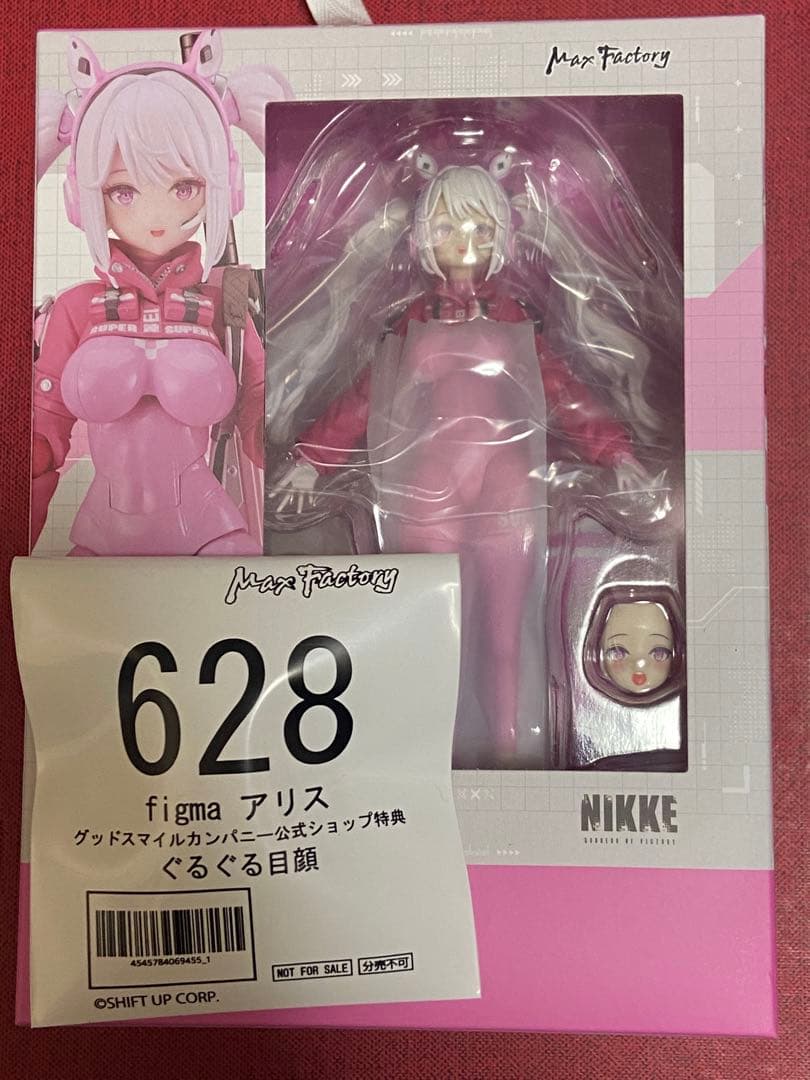 Max Factory
SUPER SUPER
Max Factory
628
figma アリス
グッドスマイルカンパニー公式ショップ特典
ぐるぐる目顔
4545784069455_1
NOT FOR SALE 分売不可
©SHIFT UP CORP.
NIKKE
GODDESS OF VICTORY